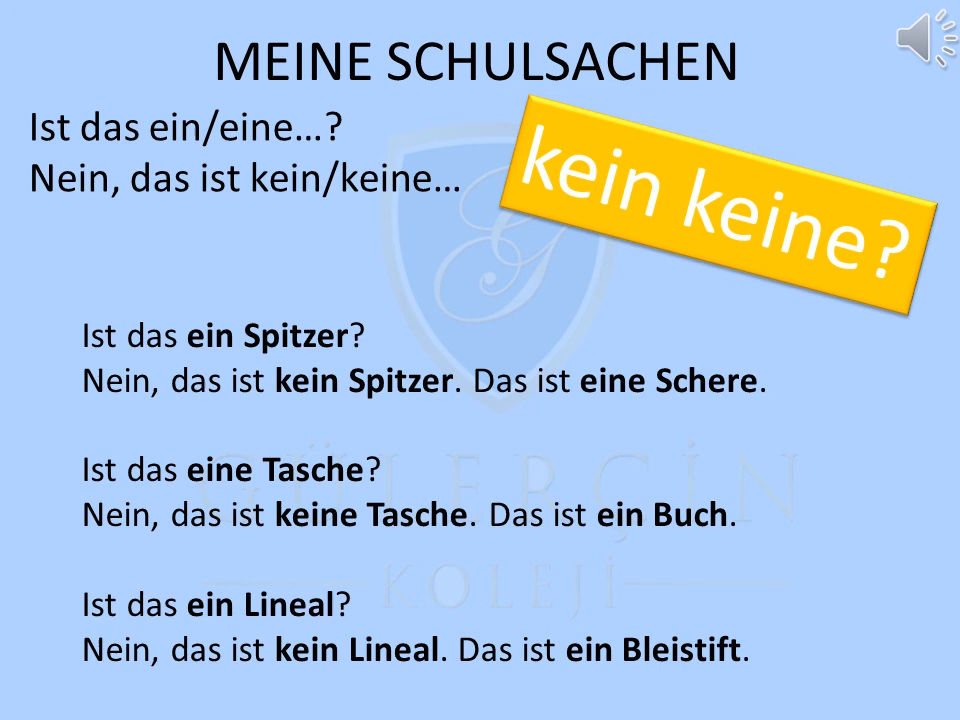 MEINE SCHULSACHEN
Ist das ein/eine…?
Nein, das ist kein/keine…
kein keine?
Ist das ein Spitzer?
Nein, das ist kein Spitzer. Das ist eine Schere.
Ist das eine Tasche?
Nein, das ist keine Tasche. Das ist ein Buch.
Ist das ein Lineal?
Nein, das ist kein Lineal. Das ist ein Bleistift.
GÜLERÇİN
KOLEJİ